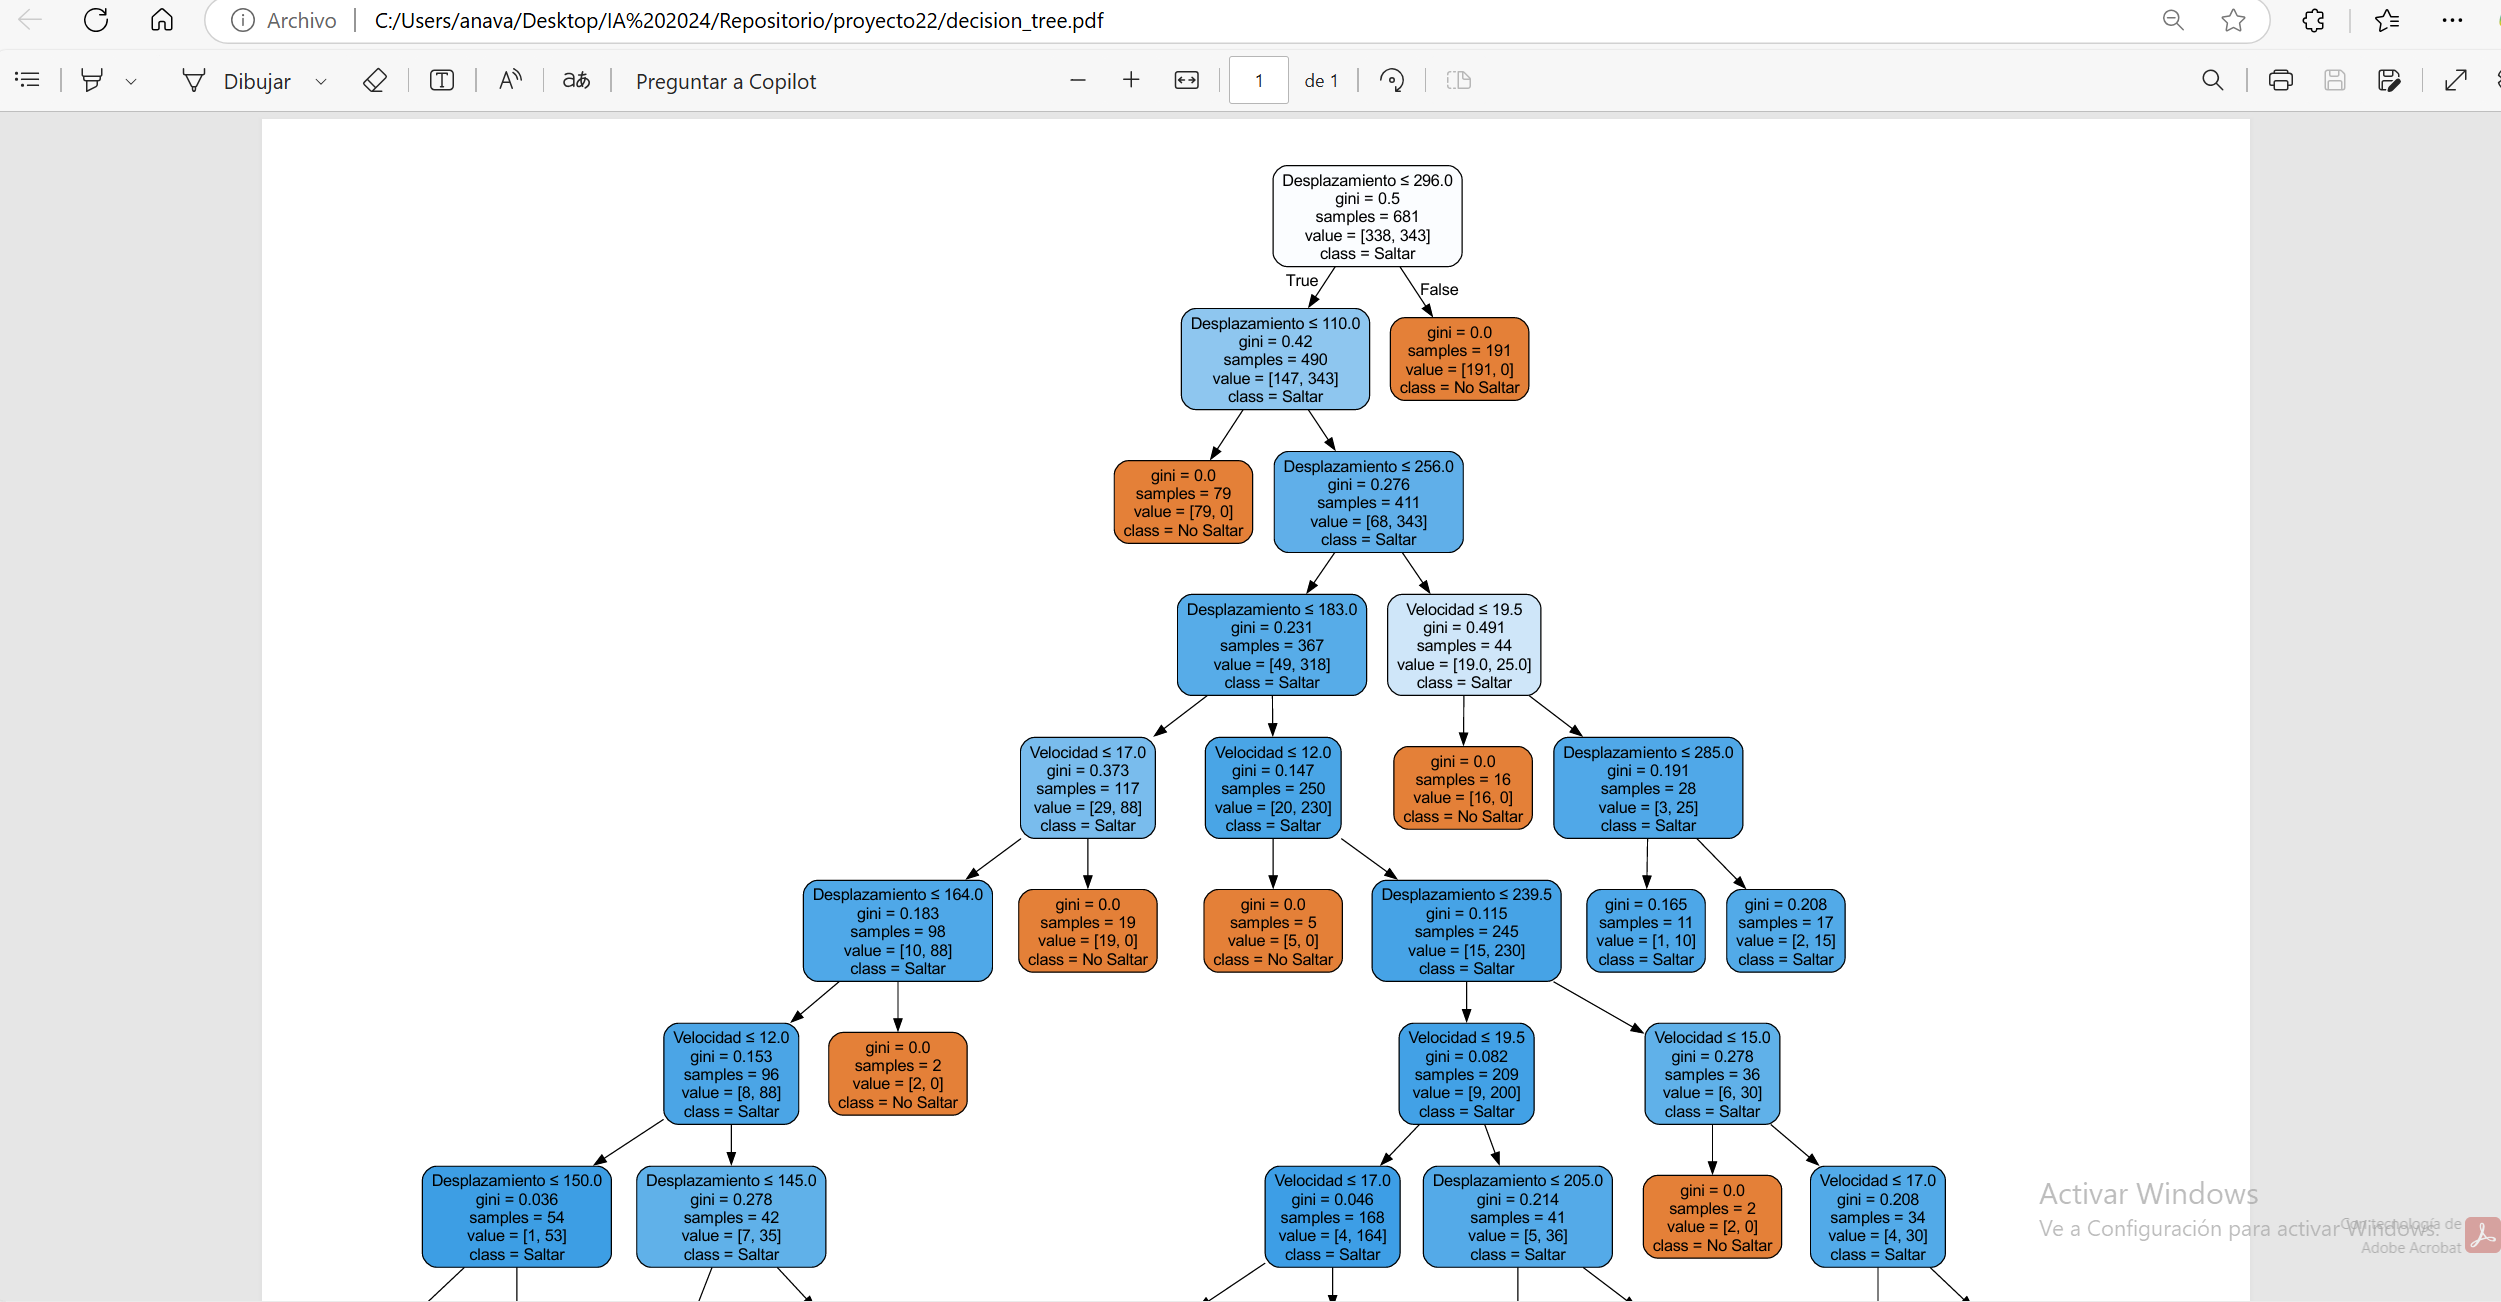 Archivo
C:/Users/anava/Desktop/IA%202024/Repositorio/proyecto22/decision_tree.pdf
Dibujar
T
A
aあ
Preguntar a Copilot
1
de 1
Desplazamiento ≤ 296.0
gini = 0.5
samples = 681
value = [338, 343]
class = Saltar
True
False
Desplazamiento ≤ 110.0
gini = 0.42
samples = 490
value = [147, 343]
class = Saltar
gini = 0.0
samples = 191
value = [191, 0]
class = No Saltar
gini = 0.0
samples = 79
value = [79, 0]
class = No Saltar
Desplazamiento ≤ 256.0
gini = 0.276
samples = 411
value = [68, 343]
class = Saltar
Desplazamiento ≤ 183.0
gini = 0.231
samples = 367
value = [49, 318]
class = Saltar
Velocidad ≤ 19.5
gini = 0.491
samples = 44
value = [19.0, 25.0]
class = Saltar
Velocidad ≤ 17.0
gini = 0.373
samples = 117
value = [29, 88]
class = Saltar
Velocidad ≤ 12.0
gini = 0.147
samples = 250
value = [20, 230]
class = Saltar
gini = 0.0
samples = 16
value = [16, 0]
class = No Saltar
Desplazamiento ≤ 285.0
gini = 0.191
samples = 28
value = [3, 25]
class = Saltar
Desplazamiento ≤ 164.0
gini = 0.183
samples = 98
value = [10, 88]
class = Saltar
gini = 0.0
samples = 19
value = [19, 0]
class = No Saltar
gini = 0.0
samples = 5
value = [5, 0]
class = No Saltar
Desplazamiento ≤ 239.5
gini = 0.115
samples = 245
value = [15, 230]
class = Saltar
gini = 0.165
samples = 11
value = [1, 10]
class = Saltar
gini = 0.208
samples = 17
value = [2, 15]
class = Saltar
Velocidad ≤ 12.0
gini = 0.153
samples = 96
value = [8, 88]
class = Saltar
gini = 0.0
samples = 2
value = [2, 0]
class = No Saltar
Velocidad ≤ 19.5
gini = 0.082
samples = 209
value = [9, 200]
class = Saltar
Velocidad ≤ 15.0
gini = 0.278
samples = 36
value = [6, 30]
class = Saltar
Desplazamiento ≤ 150.0
gini = 0.036
samples = 54
value = [1, 53]
class = Saltar
Desplazamiento ≤ 145.0
gini = 0.278
samples = 42
value = [7, 35]
class = Saltar
Velocidad ≤ 17.0
gini = 0.046
samples = 168
value = [4, 164]
class = Saltar
Desplazamiento ≤ 205.0
gini = 0.214
samples = 41
value = [5, 36]
class = Saltar
gini = 0.0
samples = 2
value = [2, 0]
class = No Saltar
Velocidad ≤ 17.0
gini = 0.208
samples = 34
value = [4, 30]
class = Saltar
Activar Windows
Ve a Configuración para activar Windows.
Con tecnología de
Adobe Acrobat